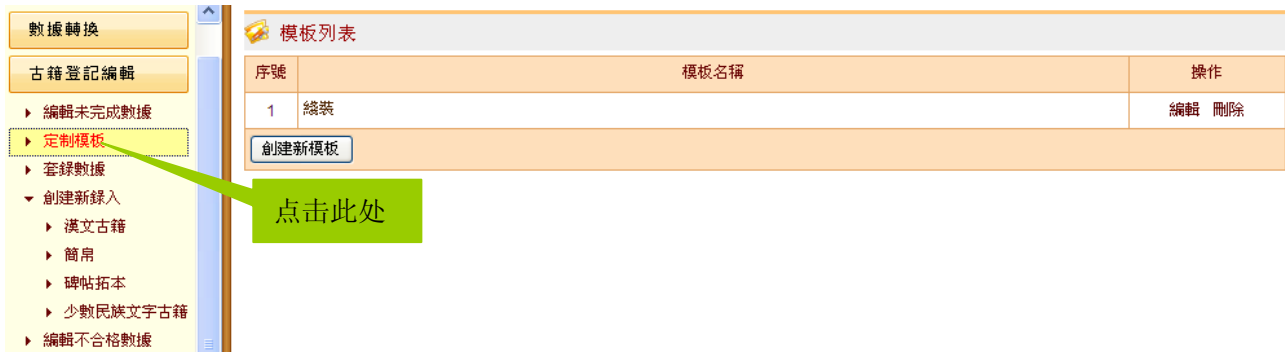 數據轉換
古籍登記編輯
編輯未完成數據
定制模板
套錄數據
創建新錄入
漢文古籍
簡帛
碑帖拓本
少數民族文字古籍
編輯不合格數據
模板列表
序號 模板名稱 操作
1 綫裝 編輯 刪除
創建新模板
点击此处